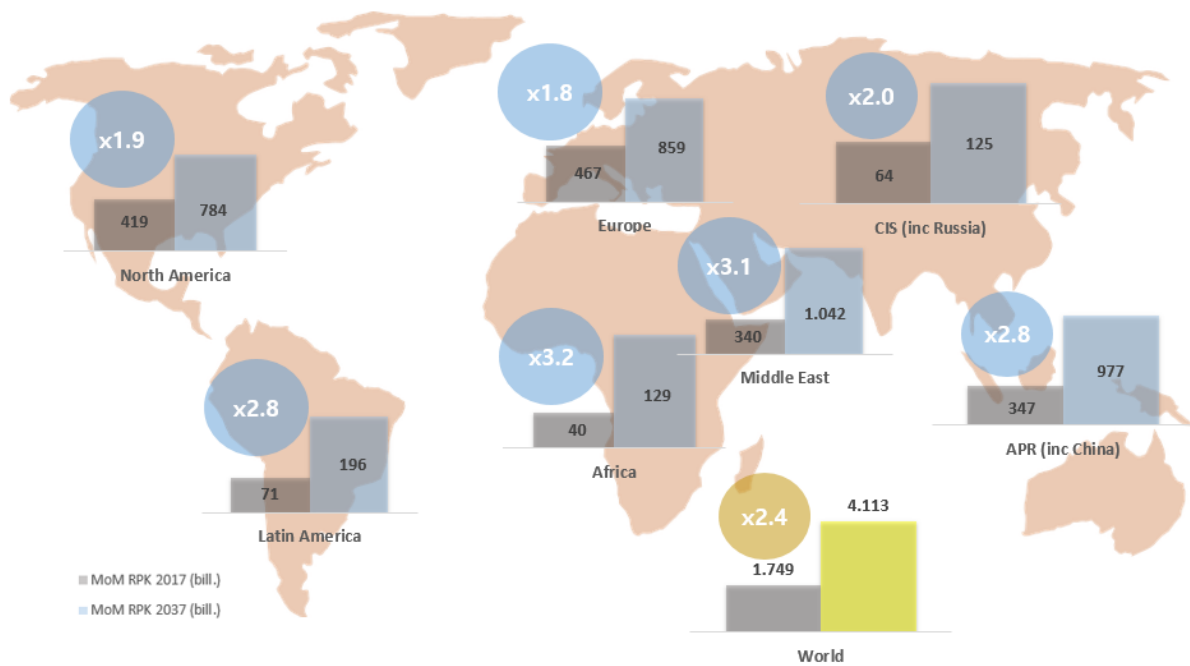 x1.9
419
784
North America
x1.8
467
859
Europe
x2.0
64
125
CIS (inc Russia)
x3.1
340
1.042
Middle East
x3.2
40
129
Africa
x2.8
347
977
APR (inc China)
x2.8
71
196
Latin America
x2.4
1.749
4.113
World
MoM RPK 2017 (bill.)
MoM RPK 2037 (bill.)